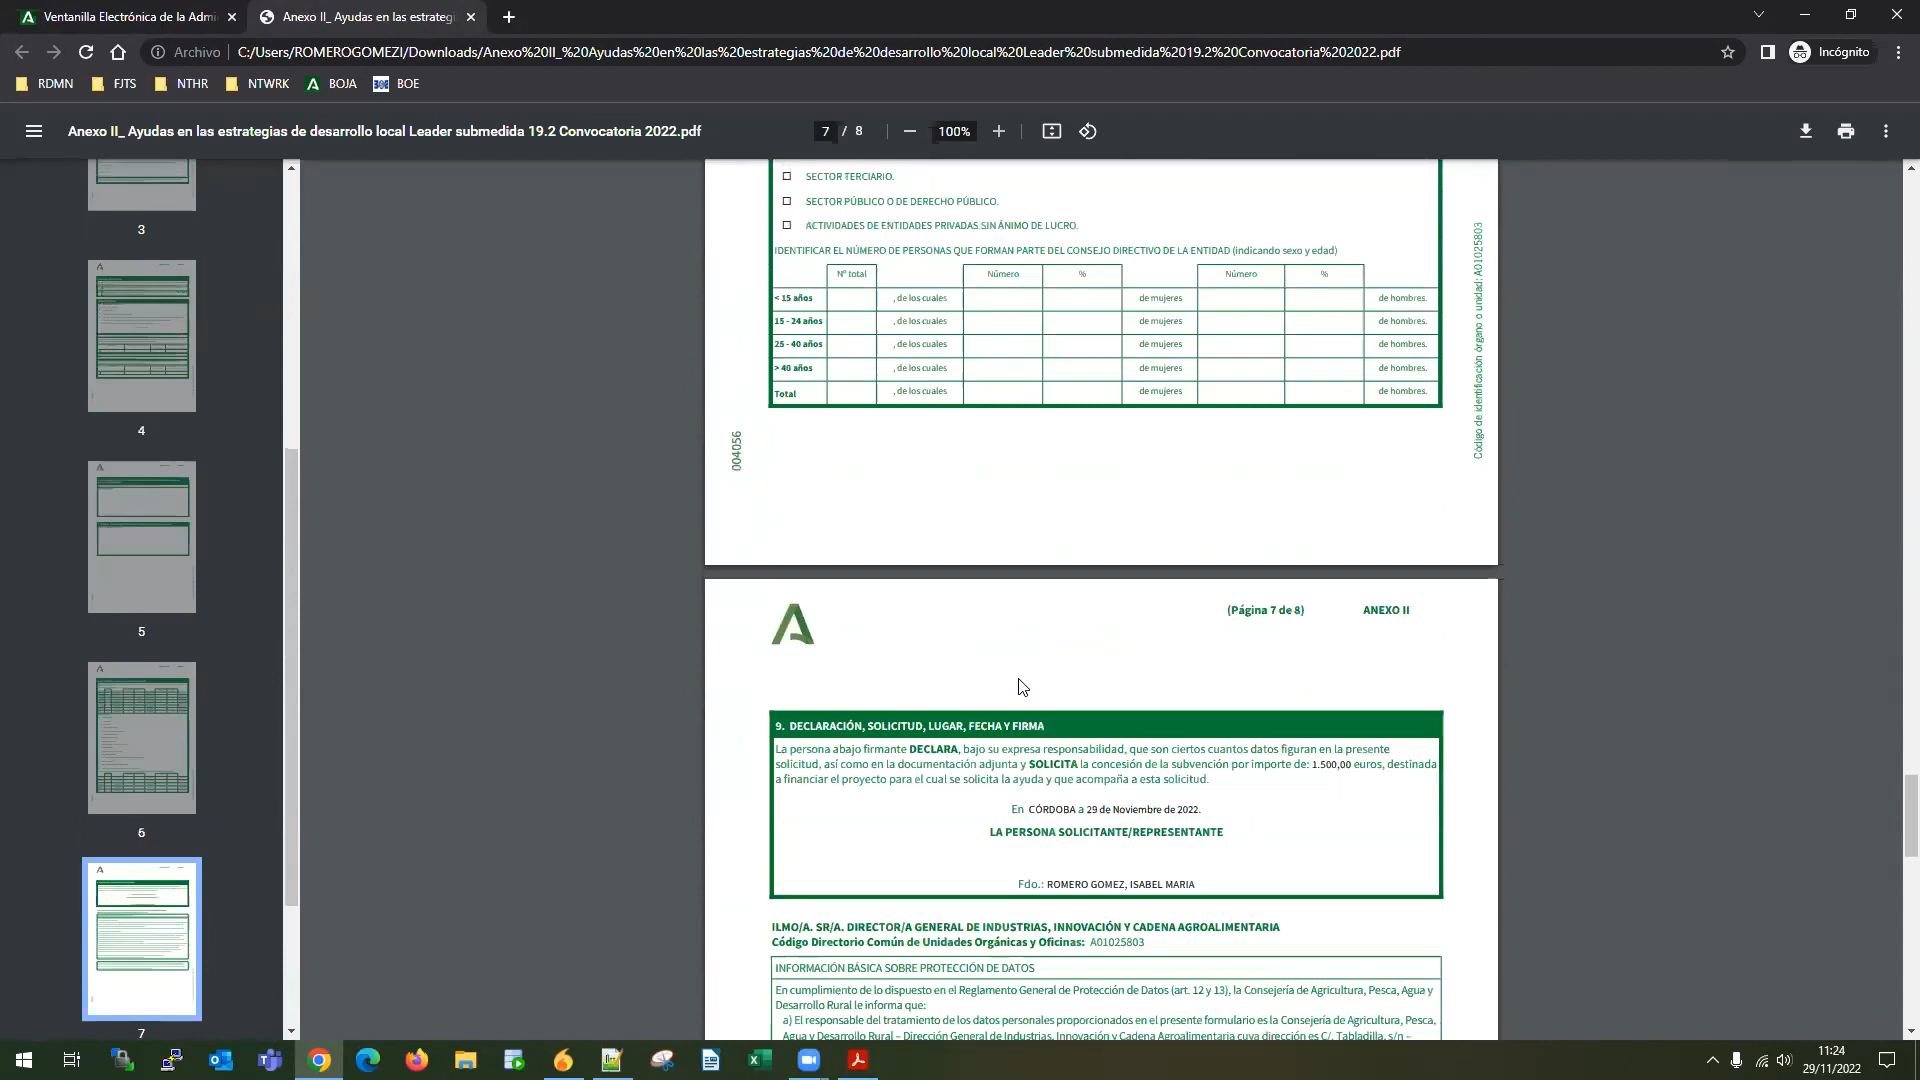 Ventanilla Electrónica de la Admi
Anexo II_ Ayudas en las estrategi
Archivo
C:/Users/ROMEROGOMEZI/Downloads/Anexo%20II_%20Ayudas%20en%20las%20estrategias%20de%20desarrollo%20local%20Leader%20submedida%2019.2%20Convocatoria%202022.pdf
Incógnito
RDMN
FJTS
NTHR
NTWRK
BOJA
BOE
Anexo II_ Ayudas en las estrategias de desarrollo local Leader submedida 19.2 Convocatoria 2022.pdf
7 / 8
100%
3
4
5
6
7
SECTOR TERCIARIO.
SECTOR PÚBLICO O DE DERECHO PÚBLICO.
ACTIVIDADES DE ENTIDADES PRIVADAS SIN ÁNIMO DE LUCRO.
IDENTIFICAR EL NÚMERO DE PERSONAS QUE FORMAN PARTE DEL CONSEJO DIRECTIVO DE LA ENTIDAD (indicando sexo y edad)
Nº total Número % Número %
< 15 años , de los cuales de mujeres de hombres.
15 - 24 años , de los cuales de mujeres de hombres.
25 - 40 años , de los cuales de mujeres de hombres.
> 40 años , de los cuales de mujeres de hombres.
Total , de los cuales de mujeres de hombres.
004056
Código de identificación órgano o unidad: A01025803
(Página 7 de 8) ANEXO II
9. DECLARACIÓN, SOLICITUD, LUGAR, FECHA Y FIRMA
La persona abajo firmante DECLARA, bajo su expresa responsabilidad, que son ciertos cuantos datos figuran en la presente
solicitud, así como en la documentación adjunta y SOLICITA la concesión de la subvención por importe de: 1.500,00 euros, destinada
a financiar el proyecto para el cual se solicita la ayuda y que acompaña a esta solicitud.
En CÓRDOBA a 29 de Noviembre de 2022.
LA PERSONA SOLICITANTE/REPRESENTANTE
Fdo.: ROMERO GOMEZ, ISABEL MARIA
ILMO/A. SR/A. DIRECTOR/A GENERAL DE INDUSTRIAS, INNOVACIÓN Y CADENA AGROALIMENTARIA
Código Directorio Común de Unidades Orgánicas y Oficinas: A01025803
INFORMACIÓN BÁSICA SOBRE PROTECCIÓN DE DATOS
En cumplimiento de lo dispuesto en el Reglamento General de Protección de Datos (art. 12 y 13), la Consejería de Agricultura, Pesca, Agua y
Desarrollo Rural le informa que:
a) El responsable del tratamiento de los datos personales proporcionados en el presente formulario es la Consejería de Agricultura, Pesca,
Agua y Desarrollo Rural – Dirección General de Industrias, Innovación y Cadena Agroalimentaria cuya dirección es C/. Tabladilla, s/n –
11:24
29/11/2022